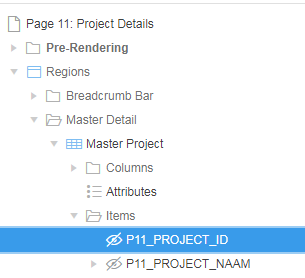 Page 11: Project Details
Pre-Rendering
Regions
Breadcrumb Bar
Master Detail
Master Project
Columns
Attributes
Items
P11_PROJECT_ID
P11_PROJECT_NAAM